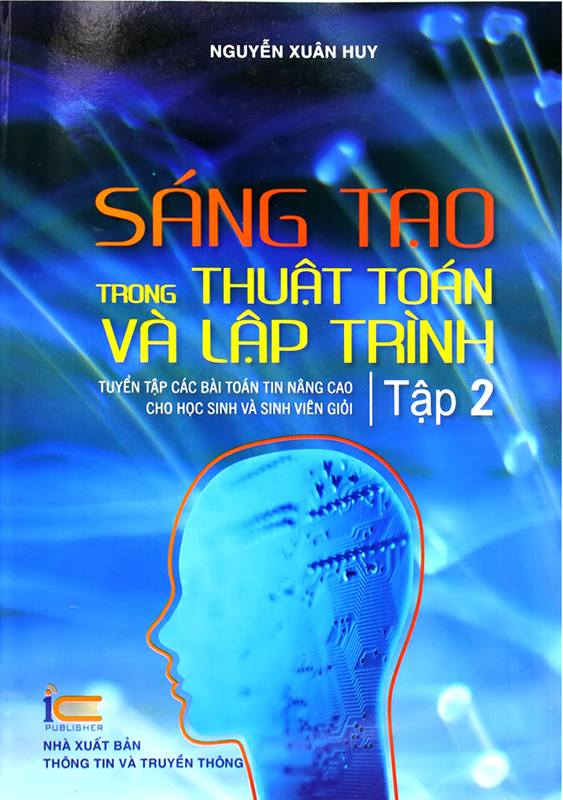 NGUYỄN XUÂN HUY
SÁNG TẠO
TRONG THUẬT TOÁN
VÀ LẬP TRÌNH
TUYỂN TẬP CÁC BÀI TOÁN TIN NÂNG CAO
CHO HỌC SINH VÀ SINH VIÊN GIỎI
Tập 2
ic
PUBLISHER
NHÀ XUẤT BẢN
THÔNG TIN VÀ TRUYỀN THÔNG